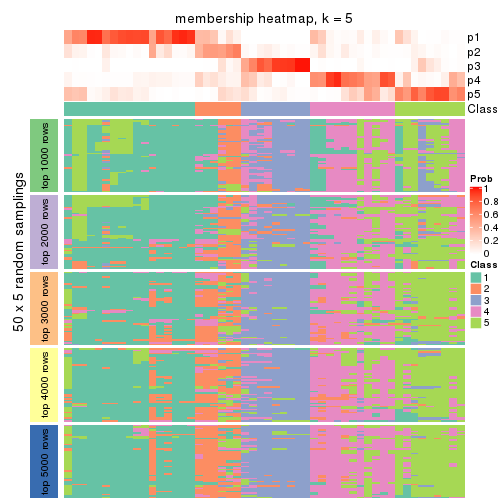 membership heatmap, k = 5
p1
p2
p3
p4
p5
Class
50 x 5 random samplings
top 1000 rows
top 2000 rows
top 3000 rows
top 4000 rows
top 5000 rows
Prob
1
0.8
0.6
0.4
0.2
0
Class
1
2
3
4
5